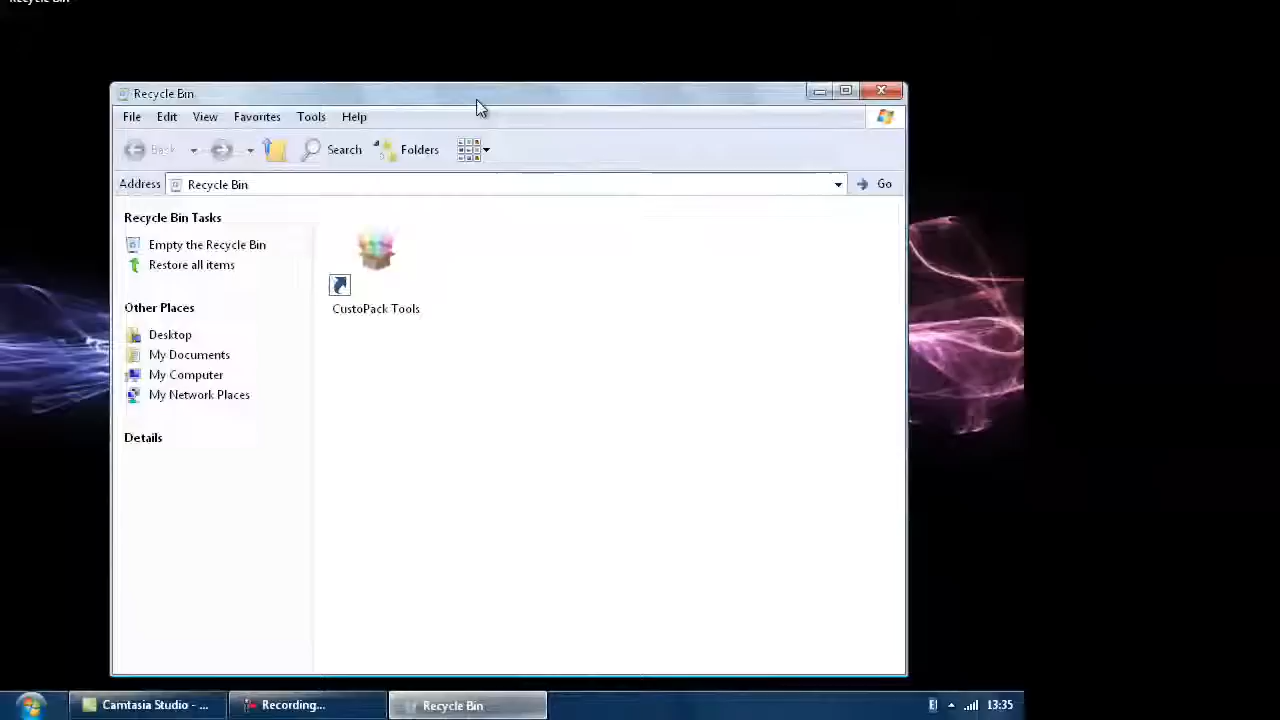 Recycle Bin
Recycle Bin
File Edit View Favorites Tools Help
Back Search Folders
Address Recycle Bin Go
Recycle Bin Tasks
Empty the Recycle Bin
Restore all items
CustoPack Tools
Other Places
Desktop
My Documents
My Computer
My Network Places
Details
Camtasia Studio - ... Recording... Recycle Bin 13:35